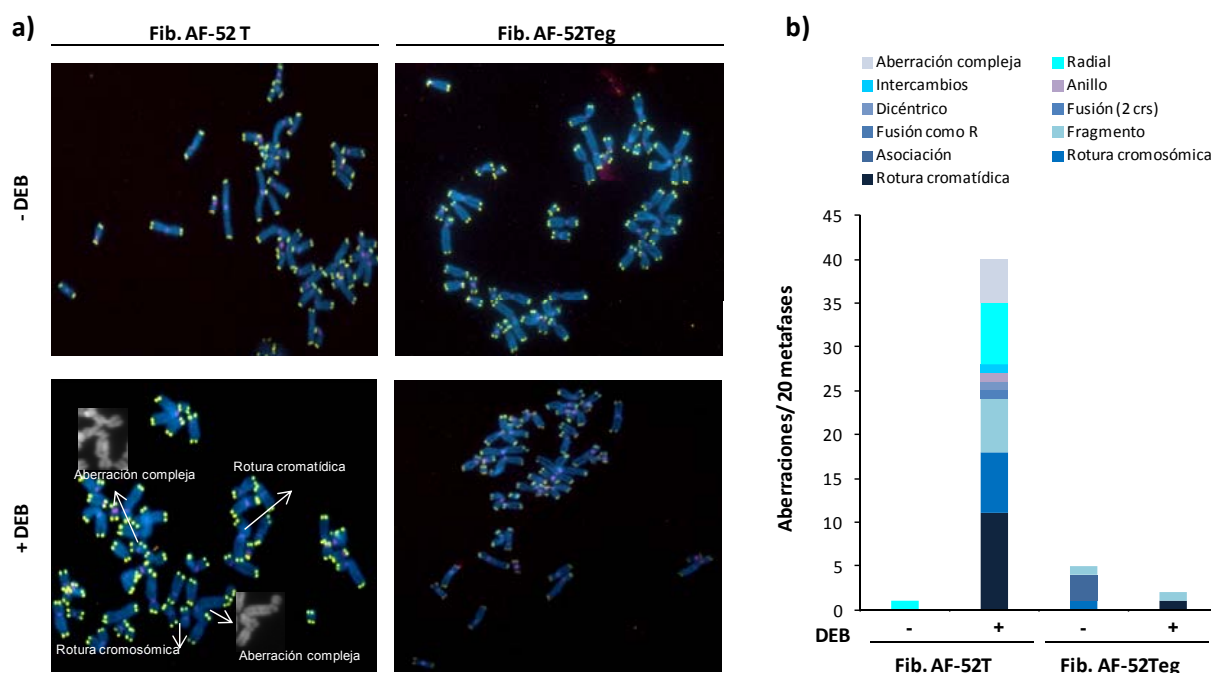 a)
Fib. AF-52 T
Fib. AF-52Teg
- DEB
+ DEB
Aberración compleja
Rotura cromatídica
Rotura cromosómica
Aberración compleja
b)
Aberración compleja
Radial
Intercambios
Anillo
Dicéntrico
Fusión (2 crs)
Fusión como R
Fragmento
Asociación
Rotura cromosómica
Rotura cromatídica
Aberraciones/ 20 metafases
45
40
35
30
25
20
15
10
5
0
DEB - + - +
Fib. AF-52T Fib. AF-52Teg